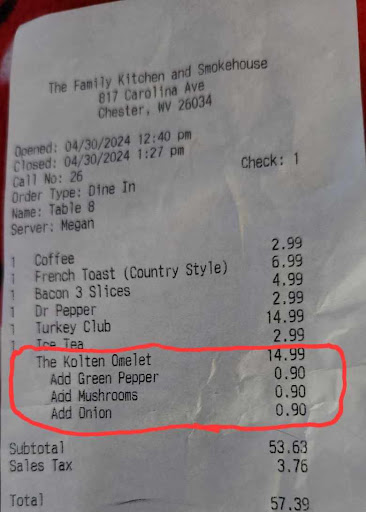 The Family Kitchen and Smokehouse
817 Carolina Ave
Chester, WV 26034
Opened: 04/30/2024 12:40 pm
Closed: 04/30/2024 1:27 pm
Call No: 26 Check: 1
Order Type: Dine In
Name: Table 8
Server: Megan
1 Coffee 2.99
1 French Toast (Country Style) 6.99
1 Bacon 3 Slices 4.99
1 Dr Pepper 2.99
1 Turkey Club 14.99
1 Ice Tea 2.99
The Kolten Omelet 14.99
Add Green Pepper 0.90
Add Mushrooms 0.90
Add Onion 0.90
Subtotal 53.63
Sales Tax 3.76
Total 57.39